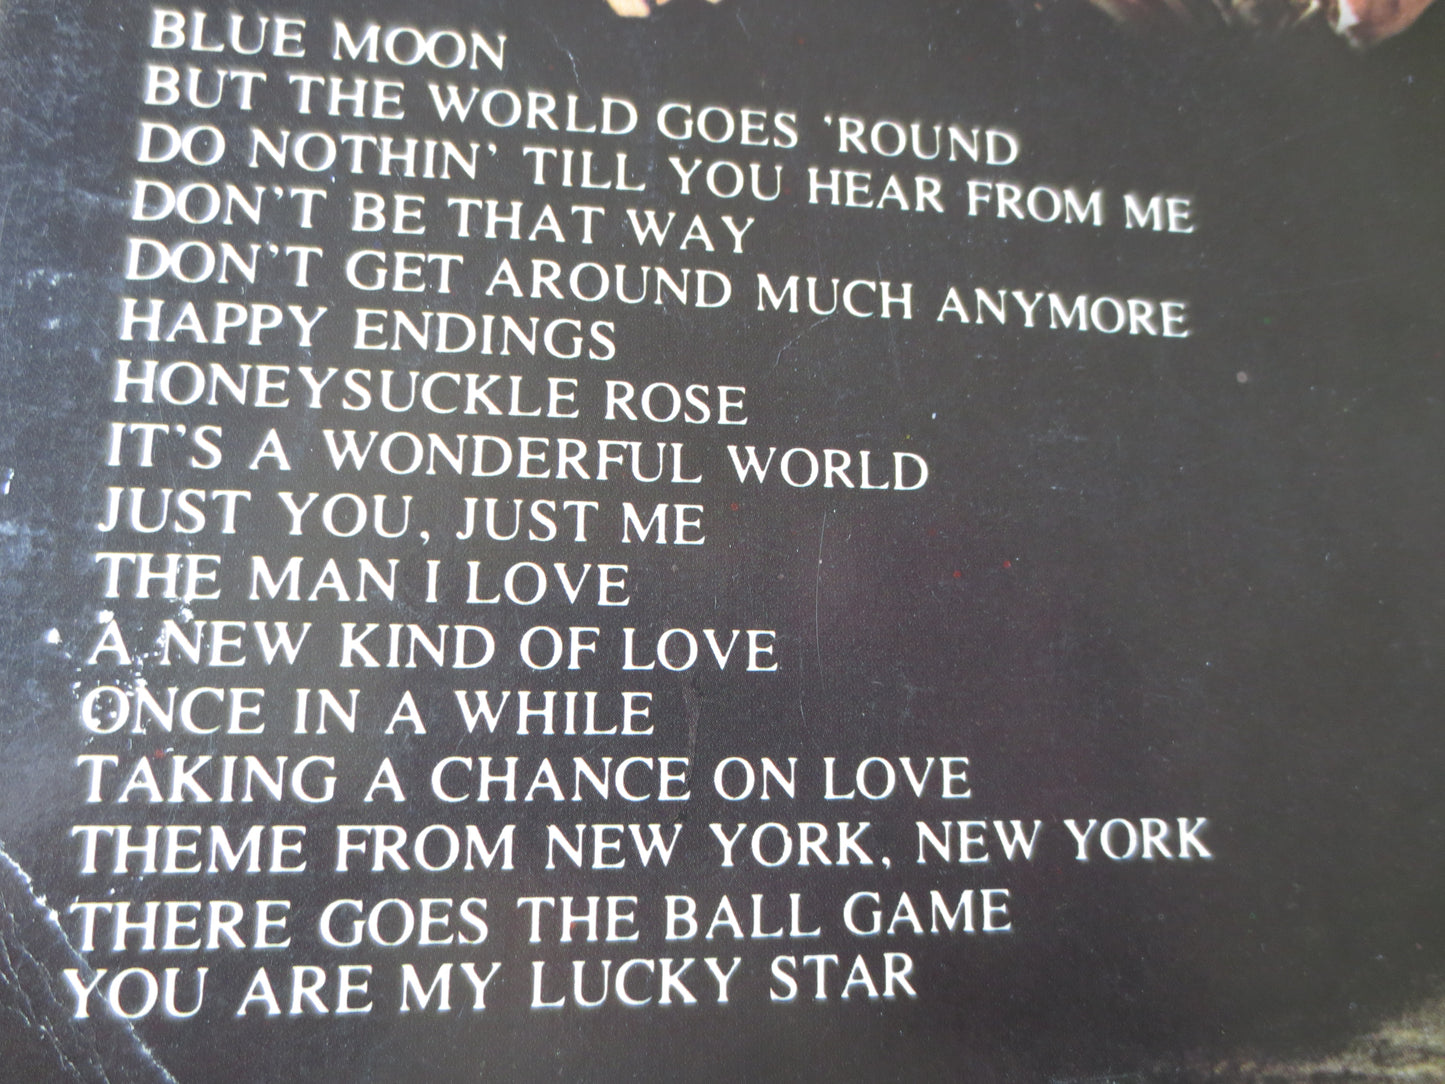 BLUE MOON
BUT THE WORLD GOES 'ROUND
DO NOTHIN' TILL YOU HEAR FROM ME
DON'T BE THAT WAY
DON'T GET AROUND MUCH ANYMORE
HAPPY ENDINGS
HONEYSUCKLE ROSE
IT'S A WONDERFUL WORLD
JUST YOU, JUST ME
THE MAN I LOVE
A NEW KIND OF LOVE
ONCE IN A WHILE
TAKING A CHANCE ON LOVE
THEME FROM NEW YORK, NEW YORK
THERE GOES THE BALL GAME
YOU ARE MY LUCKY STAR